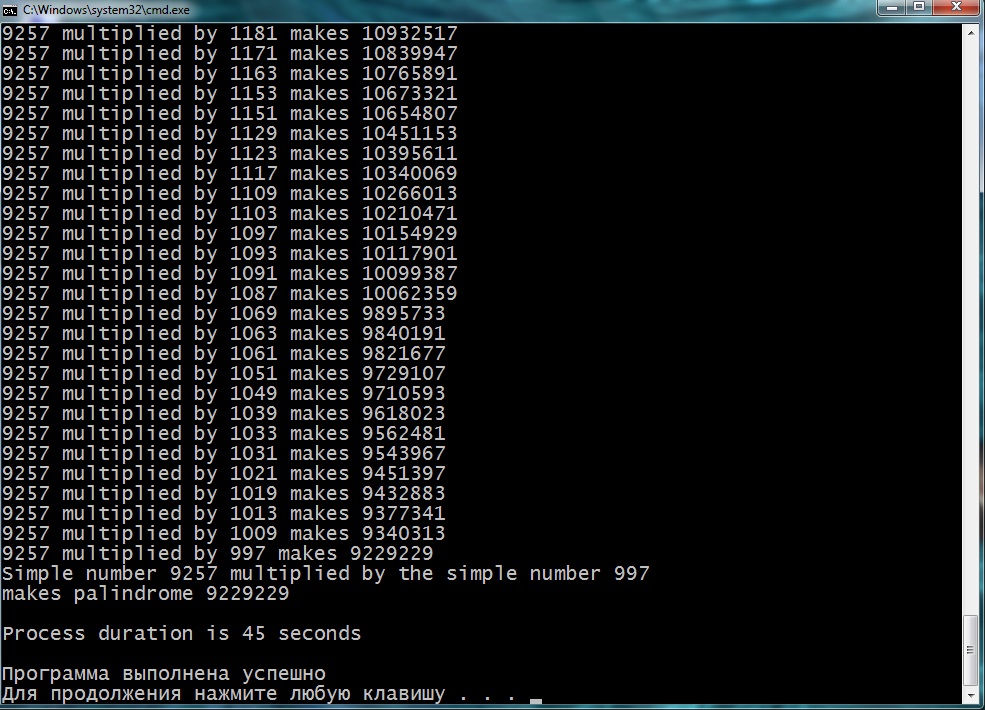 C:\Windows\system32\cmd.exe
9257 multiplied by 1181 makes 10932517
9257 multiplied by 1171 makes 10839947
9257 multiplied by 1163 makes 10765891
9257 multiplied by 1153 makes 10673321
9257 multiplied by 1151 makes 10654807
9257 multiplied by 1129 makes 10451153
9257 multiplied by 1123 makes 10395611
9257 multiplied by 1117 makes 10340069
9257 multiplied by 1109 makes 10266013
9257 multiplied by 1103 makes 10210471
9257 multiplied by 1097 makes 10154929
9257 multiplied by 1093 makes 10117901
9257 multiplied by 1091 makes 10099387
9257 multiplied by 1087 makes 10062359
9257 multiplied by 1069 makes 9895733
9257 multiplied by 1063 makes 9840191
9257 multiplied by 1061 makes 9821677
9257 multiplied by 1051 makes 9729107
9257 multiplied by 1049 makes 9710593
9257 multiplied by 1039 makes 9618023
9257 multiplied by 1033 makes 9562481
9257 multiplied by 1031 makes 9543967
9257 multiplied by 1021 makes 9451397
9257 multiplied by 1019 makes 9432883
9257 multiplied by 1013 makes 9377341
9257 multiplied by 1009 makes 9340313
9257 multiplied by 997 makes 9229229
Simple number 9257 multiplied by the simple number 997
makes palindrome 9229229
Process duration is 45 seconds
Программа выполнена успешно
Для продолжения нажмите любую клавишу . . .